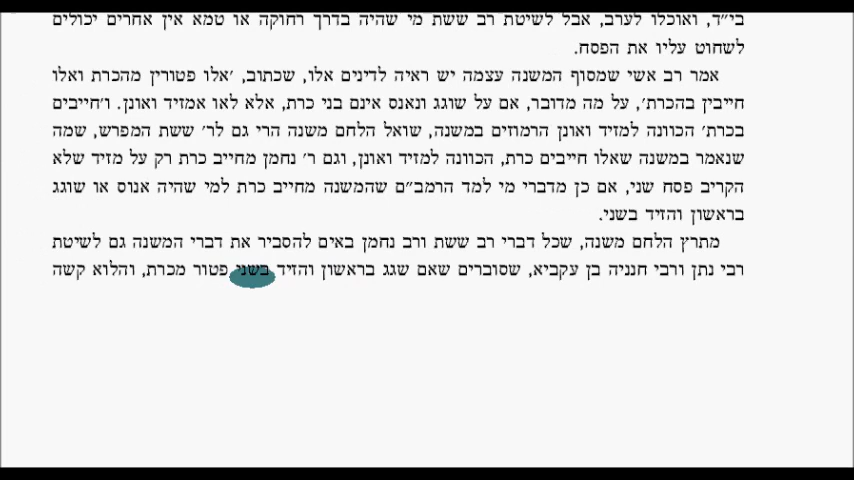 בי״ד, ואוכלו לערב, אבל לשיטת רב ששת מי שהיה בדרך רחוקה או טמא אין אחרים יכולים
לשחוט עליו את הפסח.
אמר רב אשי שמסוף המשנה עצמה יש ראיה לדינים אלו, שכתוב, ׳אלו פטורין מהכרת ואלו
חייבין בהכרת׳, על מה מדובר, אם על שוגג ונאנס אינם בני כרת, אלא לאו אמזיד ואונן. ו׳חייבים
בכרת׳ הכוונה למזיד ואונן הרמוזים במשנה, שואל הלחם משנה הרי גם לר׳ ששת המפרש, שמה
שנאמר במשנה שאלו חייבים כרת, הכוונה למזיד ואונן, וגם ר׳ נחמן מחייב כרת רק על מזיד שלא
הקריב פסח שני, אם כן מדברי מי למד הרמב״ם שהמשנה מחייב כרת למי שהיה אנוס או שוגג
בראשון והזיד בשני.
מתרץ הלחם משנה, שכל דברי רב ששת ורב נחמן באים להסביר את דברי המשנה גם לשיטת
רבי נתן ורבי חנניה בן עקביא, שסוברים שאם שגג בראשון והזיד בשני פטור מכרת, והלוא קשה